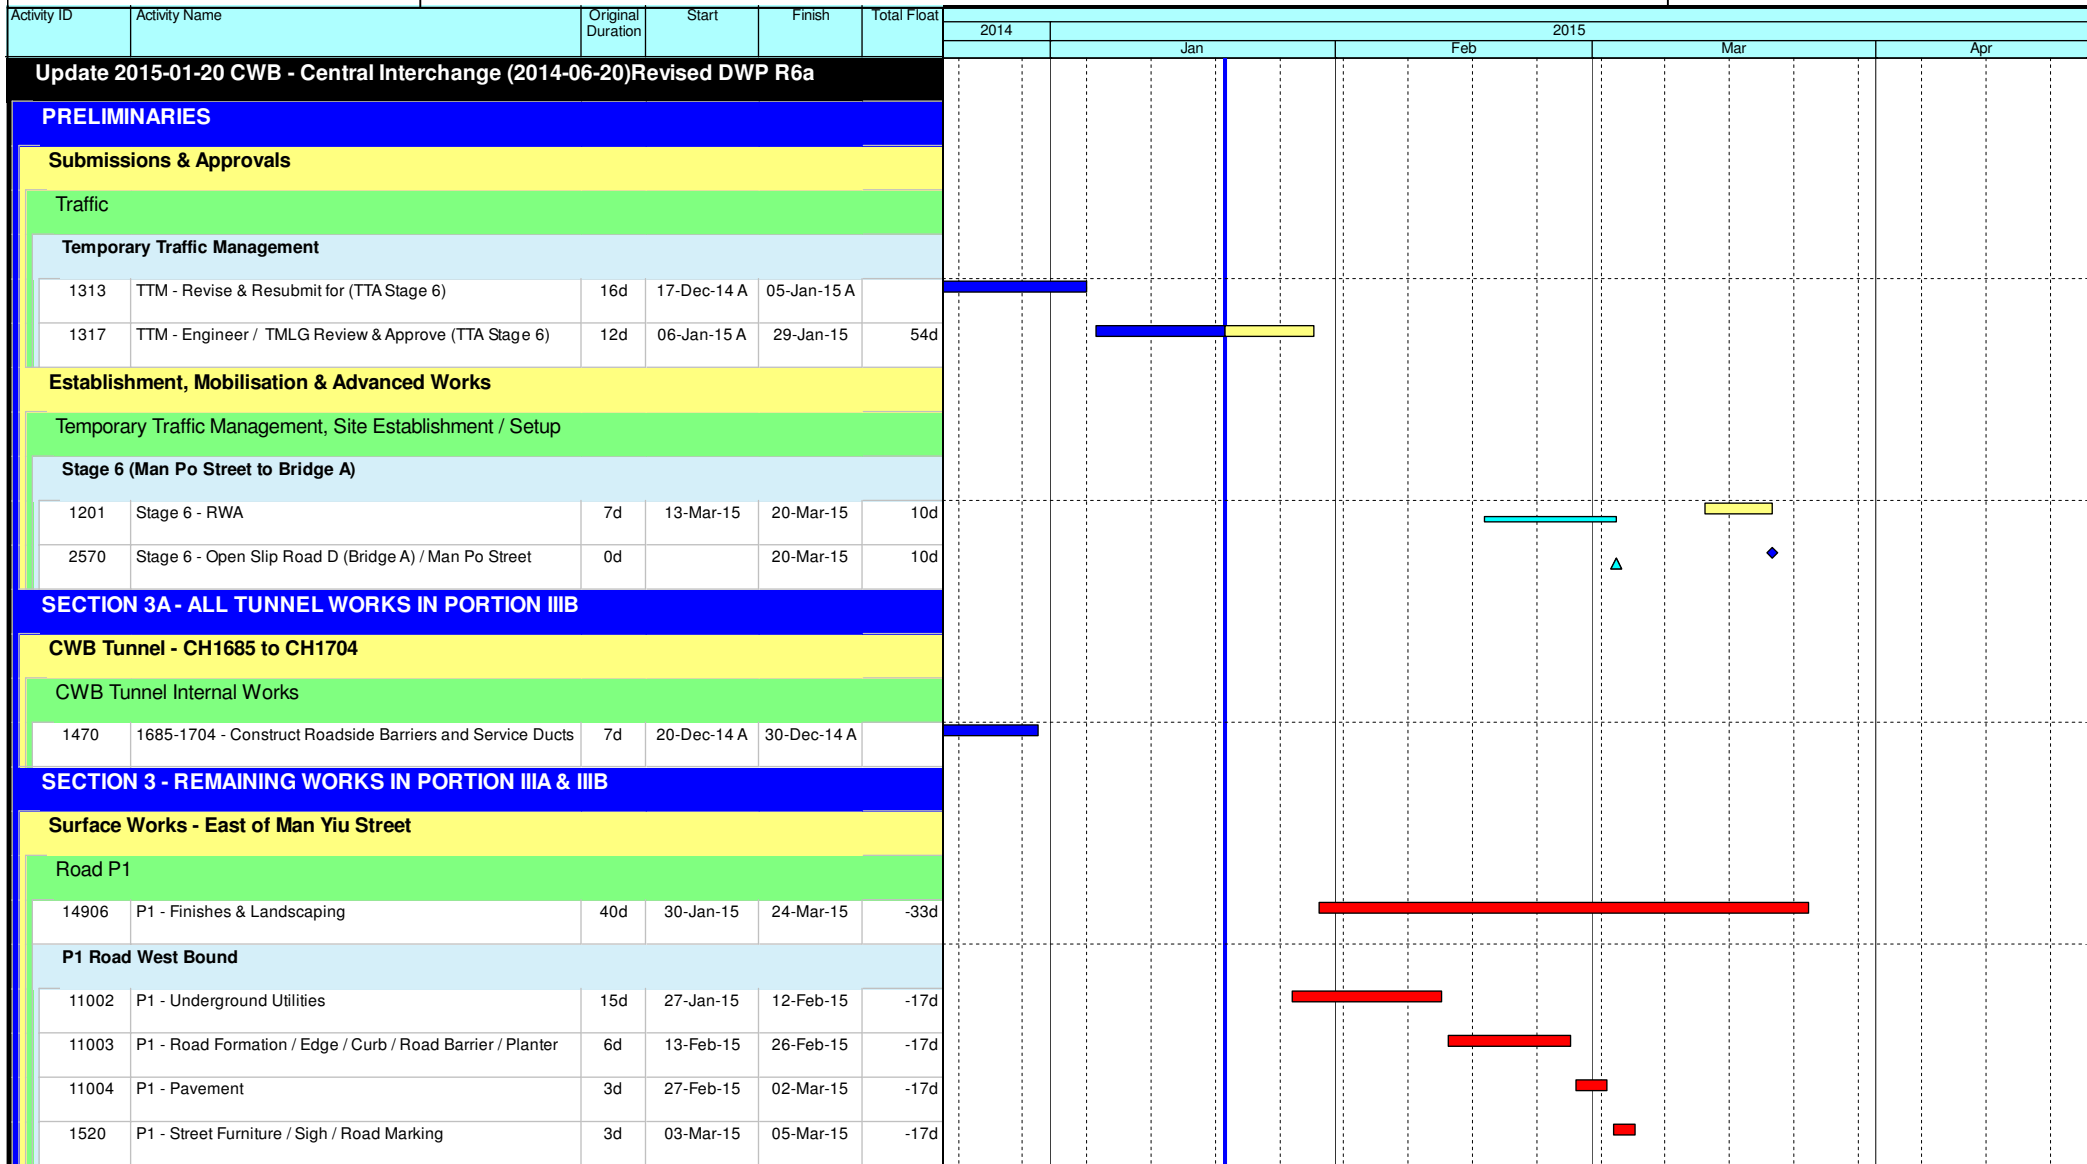 Activity ID Activity Name Original Duration Start Finish Total Float
2014 2015
Jan Feb Mar Apr
Update 2015-01-20 CWB - Central Interchange (2014-06-20)Revised DWP R6a
PRELIMINARIES
Submissions & Approvals
Traffic
Temporary Traffic Management
1313 TTM - Revise & Resubmit for (TTA Stage 6) 16d 17-Dec-14 A 05-Jan-15 A
1317 TTM - Engineer / TMLG Review & Approve (TTA Stage 6) 12d 06-Jan-15 A 29-Jan-15 54d
Establishment, Mobilisation & Advanced Works
Temporary Traffic Management, Site Establishment / Setup
Stage 6 (Man Po Street to Bridge A)
1201 Stage 6 - RWA 7d 13-Mar-15 20-Mar-15 10d
2570 Stage 6 - Open Slip Road D (Bridge A) / Man Po Street 0d 20-Mar-15 10d
SECTION 3A - ALL TUNNEL WORKS IN PORTION IIIB
CWB Tunnel - CH1685 to CH1704
CWB Tunnel Internal Works
1470 1685-1704 - Construct Roadside Barriers and Service Ducts 7d 20-Dec-14 A 30-Dec-14 A
SECTION 3 - REMAINING WORKS IN PORTION IIIA & IIIB
Surface Works - East of Man Yiu Street
Road P1
14906 P1 - Finishes & Landscaping 40d 30-Jan-15 24-Mar-15 -33d
P1 Road West Bound
11002 P1 - Underground Utilities 15d 27-Jan-15 12-Feb-15 -17d
11003 P1 - Road Formation / Edge / Curb / Road Barrier / Planter 6d 13-Feb-15 26-Feb-15 -17d
11004 P1 - Pavement 3d 27-Feb-15 02-Mar-15 -17d
1520 P1 - Street Furniture / Sigh / Road Marking 3d 03-Mar-15 05-Mar-15 -17d